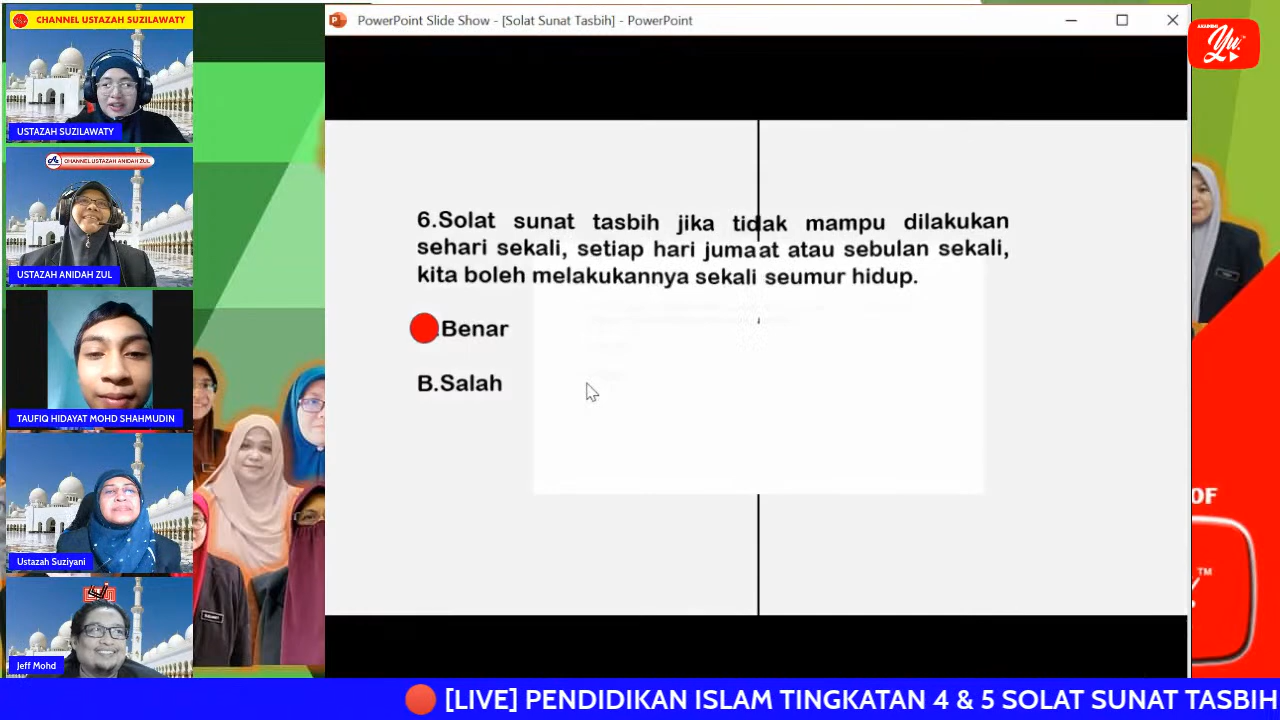 CHANNEL USTAZAH SUZILAWATY
USTAZAH SUZILAWATY
CHANNEL USTAZAH ANIDAH ZUL
USTAZAH ANIDAH ZUL
TAUFIQ HIDAYAT MOHD SHAHMUDIN
Ustazah Suziyani
Jeff Mohd
PowerPoint Slide Show - [Solat Sunat Tasbih] - PowerPoint
6.Solat sunat tasbih jika tidak mampu dilakukan
sehari sekali, setiap hari jumaat atau sebulan sekali,
kita boleh melakukannya sekali seumur hidup.
Benar
B.Salah
Yu.
OF
TM
[LIVE] PENDIDIKAN ISLAM TINGKATAN 4 & 5 SOLAT SUNAT TASBIH